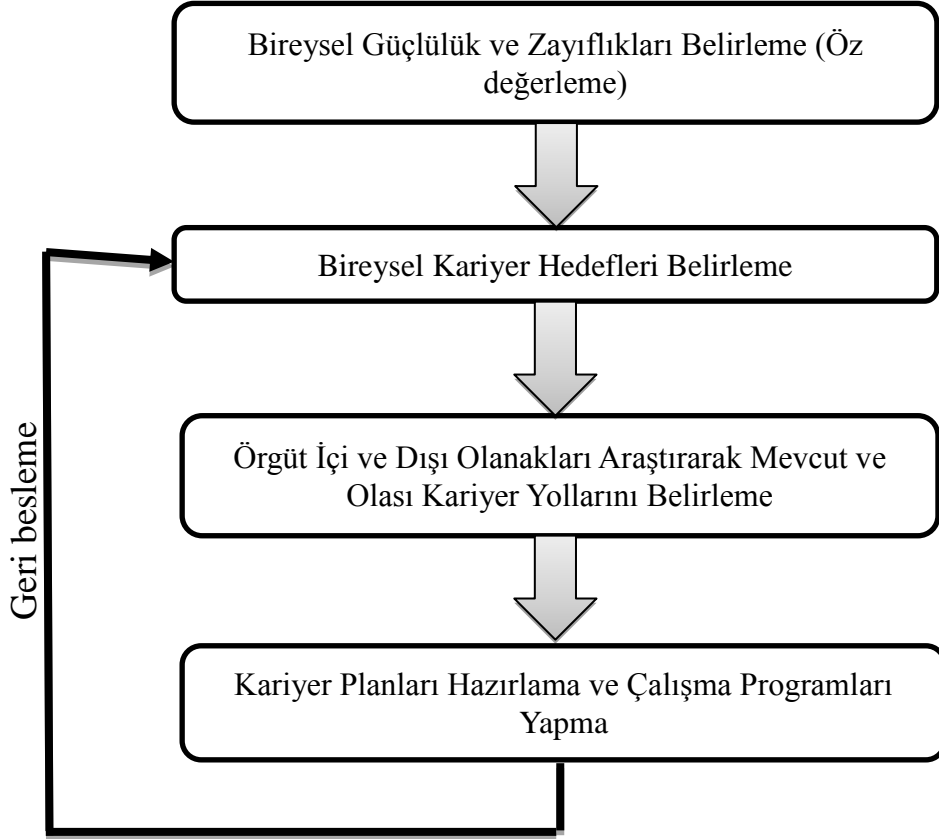 Bireysel Güçlülük ve Zayıflıkları Belirleme (Öz
değerleme)
Bireysel Kariyer Hedefleri Belirleme
Örgüt İçi ve Dışı Olanakları Araştırarak Mevcut ve
Olası Kariyer Yollarını Belirleme
Kariyer Planları Hazırlama ve Çalışma Programları
Yapma
Geri besleme